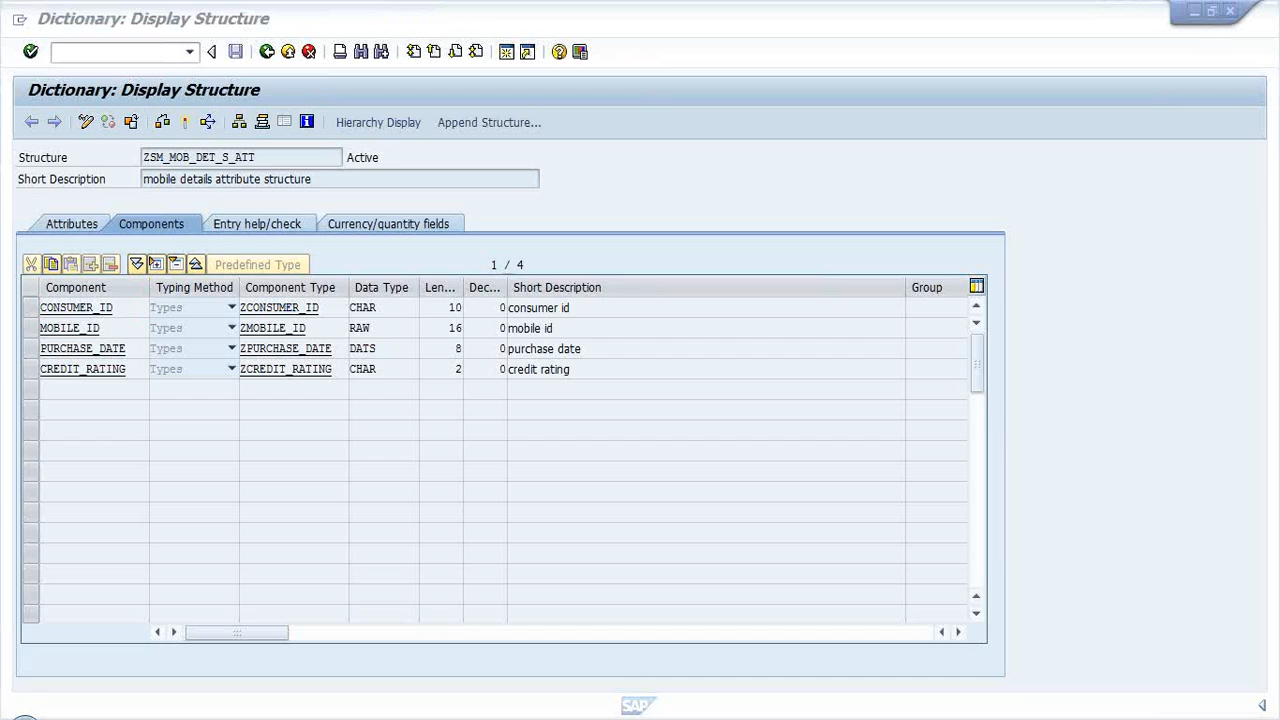 Dictionary: Display Structure
Dictionary: Display Structure
Hierarchy Display Append Structure...
Structure ZSM_MOB_DET_S_ATT Active
Short Description mobile details attribute structure
Attributes Components Entry help/check Currency/quantity fields
Predefined Type 1 / 4
Component Typing Method Component Type Data Type Len... Dec... Short Description Group
CONSUMER_ID Types ZCONSUMER_ID CHAR 10 0 consumer id
MOBILE_ID Types ZMOBILE_ID RAW 16 0 mobile id
PURCHASE_DATE Types ZPURCHASE_DATE DATS 8 0 purchase date
CREDIT_RATING Types ZCREDIT_RATING CHAR 2 0 credit rating
SAP